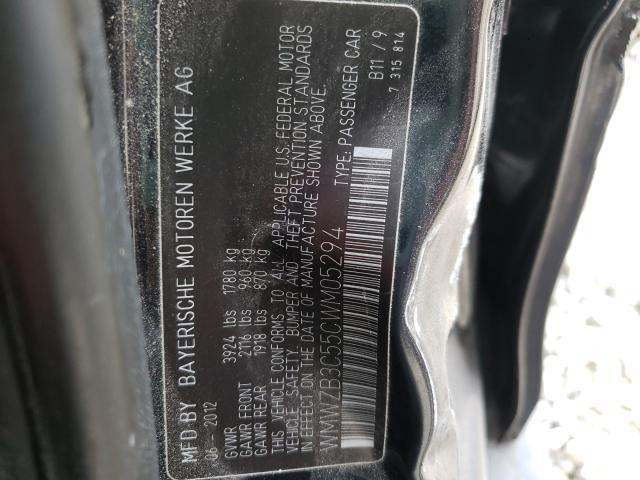 MFD BY BAYERISCHE MOTOREN WERKE AG
06 - 2012
GVWR 3924 lbs 1780 kg
GAWR FRONT 2116 lbs 960 kg
GAWR REAR 1918 lbs 870 kg
THIS VEHICLE CONFORMS TO ALL APPLICABLE U.S. FEDERAL MOTOR
VEHICLE SAFETY, BUMPER AND THEFT PREVENTION STANDARDS
IN EFFECT ON THE DATE OF MANUFACTURE SHOWN ABOVE.
WMWZB3C55CWM05294 TYPE: PASSENGER CAR
B11 / 9
7 315 814